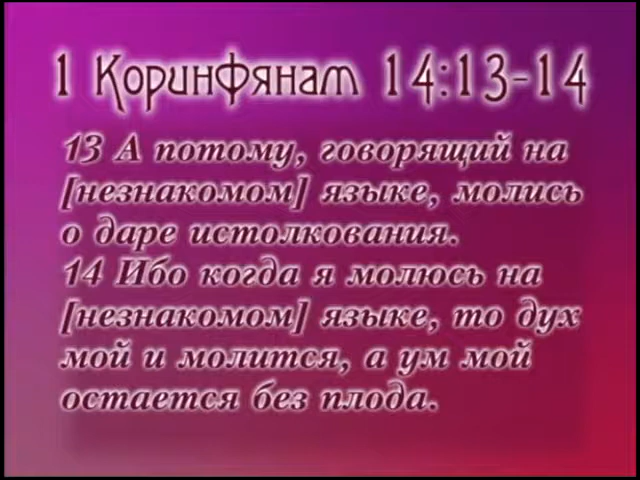 1 Коринфянам 14:13-14
13 А потому, говорящий на
[незнакомом] языке, молись
о даре истолкования.
14 Ибо когда я молюсь на
[незнакомом] языке, то дух
мой и молится, а ум мой
остается без плода.